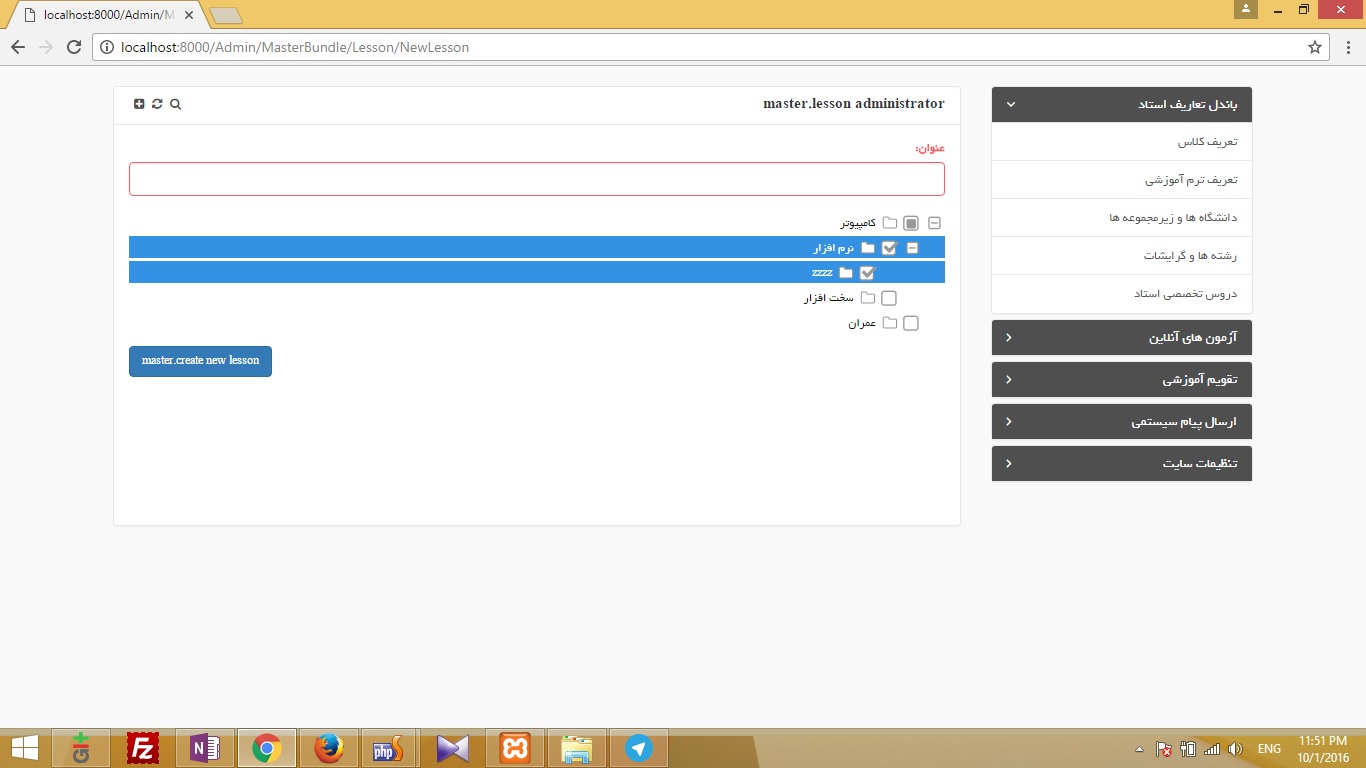 localhost:8000/Admin/M
localhost:8000/Admin/MasterBundle/Lesson/NewLesson
master.lesson administrator
عنوان:
کامپیوتر
نرم افزار
zzzz
سخت افزار
عمران
master.create new lesson
باندل تعاریف استاد
تعریف کلاس
تعریف ترم آموزشی
دانشگاه ها و زیرمجموعه ها
رشته ها و گرایشات
دروس تخصصی استاد
آزمون های آنلاین
تقویم آموزشی
ارسال پیام سیستمی
تنظیمات سایت
git
Fz
N
php
ENG
11:51 PM
10/1/2016